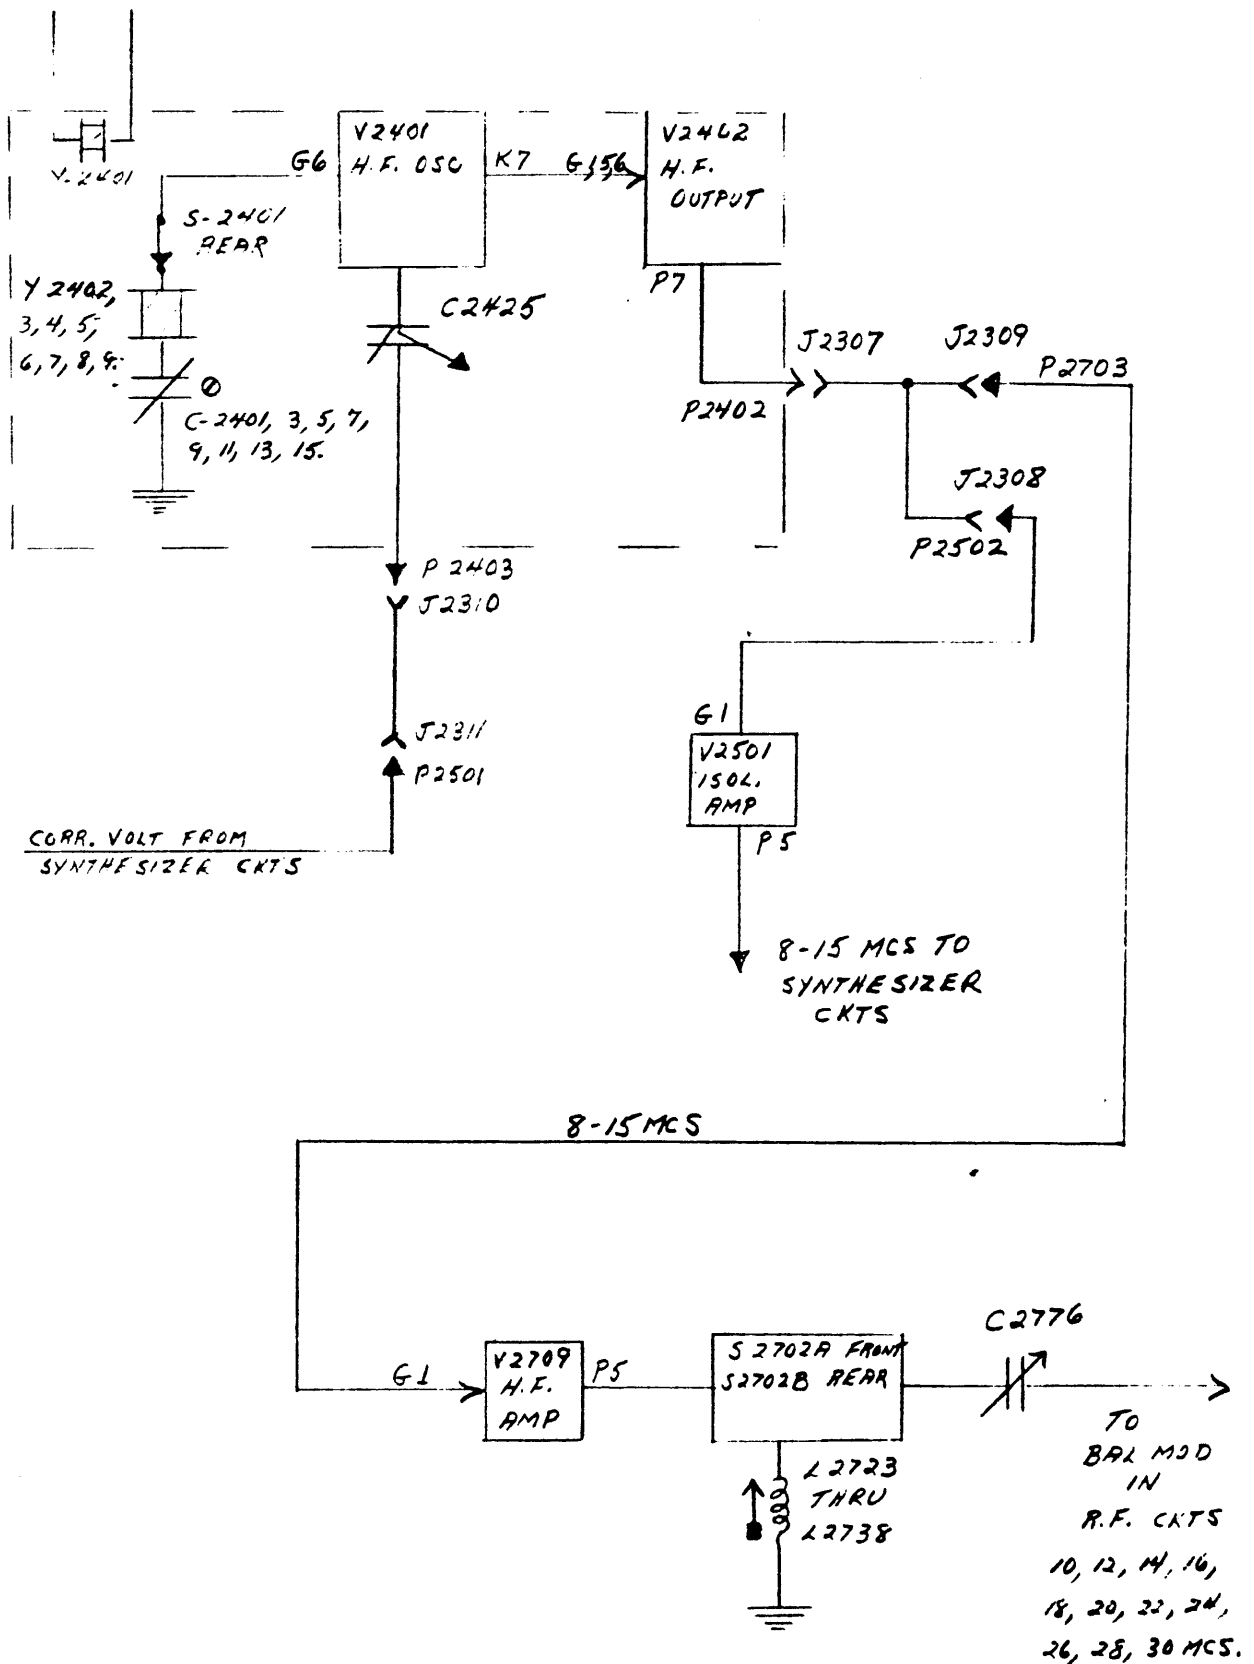 V2401
H.F. OSC
V2402
H.F.
OUTPUT
G6
K7
G1,5,6
Y-2401
S-2401
REAR
P7
Y 2402,
3,4,5,
6,7,8,9.
C2425
J2307
J2309
P2703
P2402
C-2401, 3, 5, 7,
9, 11, 13, 15.
J2308
P2502
P 2403
J2310
G1
J2311
V2501
ISOL.
AMP
P2501
P5
CORR. VOLT FROM
SYNTHESIZER CKTS
8-15 MCS TO
SYNTHESIZER
CKTS
8-15 MCS
C2776
G1
V2709
H.F.
AMP
P5
S2702A FRONT
S2702B REAR
TO
BAL MOD
IN
R.F. CKTS
L2723
THRU
L2738
10, 12, 14, 16,
18, 20, 22, 24,
26, 28, 30 MCS.